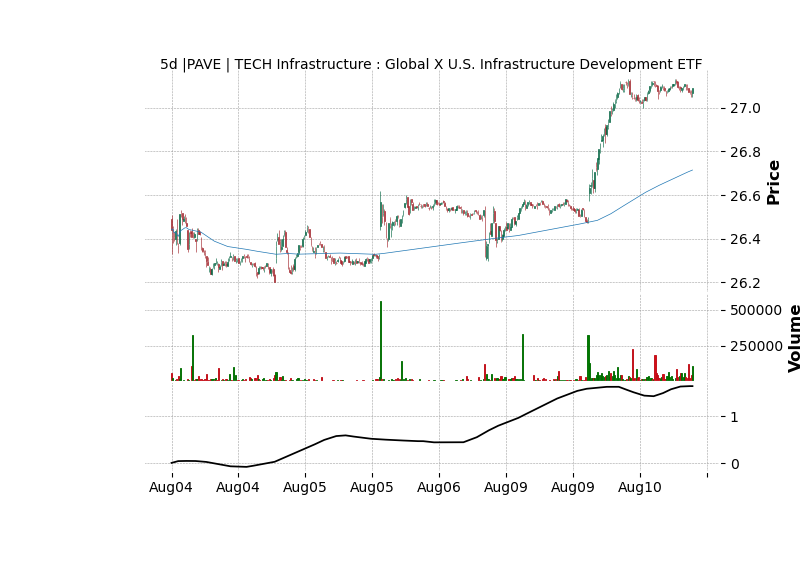 5d |PAVE | TECH Infrastructure : Global X U.S. Infrastructure Development ETF
27.0
26.8
26.6
26.4
26.2
Price
500000
250000
Volume
1
0
Aug04 Aug04 Aug05 Aug05 Aug06 Aug09 Aug09 Aug10